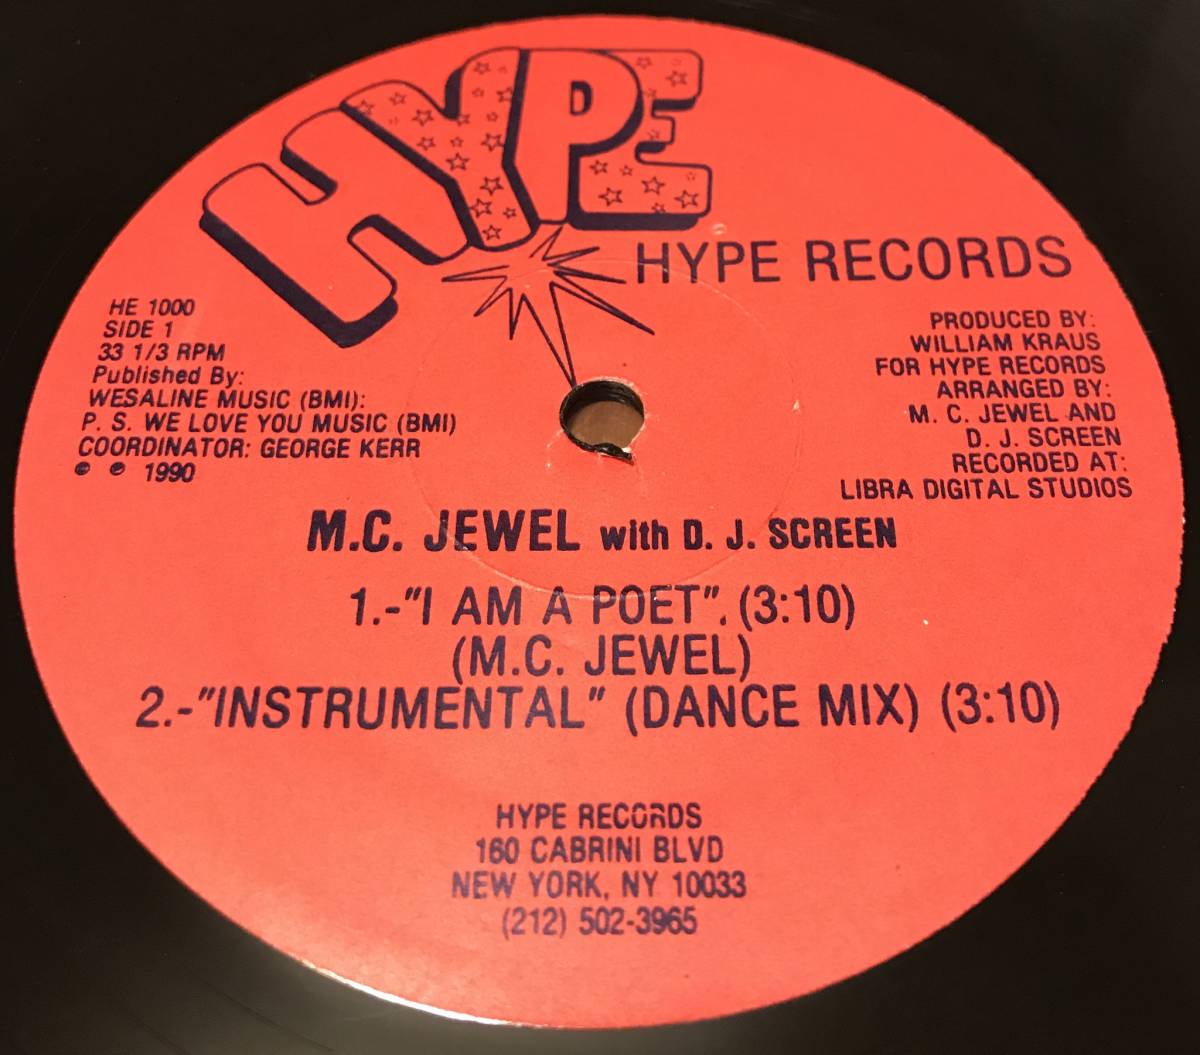 HYPE
HYPE RECORDS
HE 1000
SIDE 1
33 1/3 RPM
Published By:
WESALINE MUSIC (BMI):
P. S. WE LOVE YOU MUSIC (BMI)
COORDINATOR: GEORGE KERR
© ℗ 1990
PRODUCED BY:
WILLIAM KRAUS
FOR HYPE RECORDS
ARRANGED BY:
M. C. JEWEL AND
D. J. SCREEN
RECORDED AT:
LIBRA DIGITAL STUDIOS
M.C. JEWEL with D. J. SCREEN
1.-"I AM A POET". (3:10)
(M.C. JEWEL)
2.-"INSTRUMENTAL" (DANCE MIX) (3:10)
HYPE RECORDS
160 CABRINI BLVD
NEW YORK, NY 10033
(212) 502-3965